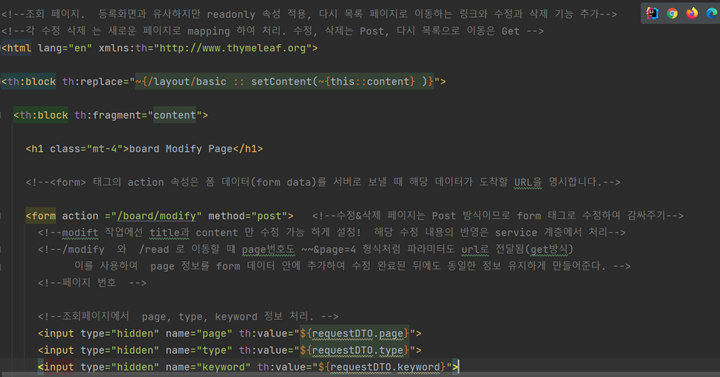 <!--조회 페이지.  등록화면과 유사하지만 readonly 속성 적용, 다시 목록 페이지로 이동하는 링크와 수정과 삭제 기능 추가-->
<!--각 수정 삭제 는 새로운 페이지로 mapping 하여 처리. 수정, 삭제는 Post, 다시 목록으로 이동은 Get -->
<html lang="en" xmlns:th="http://www.thymeleaf.org">
<th:block th:replace="~{/layout/basic :: setContent(~{this::content} )}">
<th:block th:fragment="content">
<h1 class="mt-4">board Modify Page</h1>
<!--<form> 태그의 action 속성은 폼 데이터(form data)를 서버로 보낼 때 해당 데이터가 도착할 URL을 명시합니다.-->
<form action ="/board/modify" method="post">   <!--수정&삭제 페이지는 Post 방식이므로 form 태그로 수정하여 감싸주기-->
<!--modift 작업에선 title과 content 만 수정 가능 하게 설정!  해당 수정 내용의 반영은 service 계층에서 처리-->
<!--/modify  와  /read 로 이동할 때 page번호도 ~~&page=4 형식처럼 파라미터도 url로 전달됨(get방식)
이를 사용하여  page 정보를 form 데이터 안에 추가하여 수정 완료된 뒤에도 동일한 정보 유지하게 만들어준다. -->
<!--페이지 번호  -->
<!--조회페이지에서  page, type, keyword 정보 처리. -->
<input type="hidden" name="page" th:value="${requestDTO.page}">
<input type="hidden" name="type" th:value="${requestDTO.type}">
<input type="hidden" name="keyword" th:value="${requestDTO.keyword}">